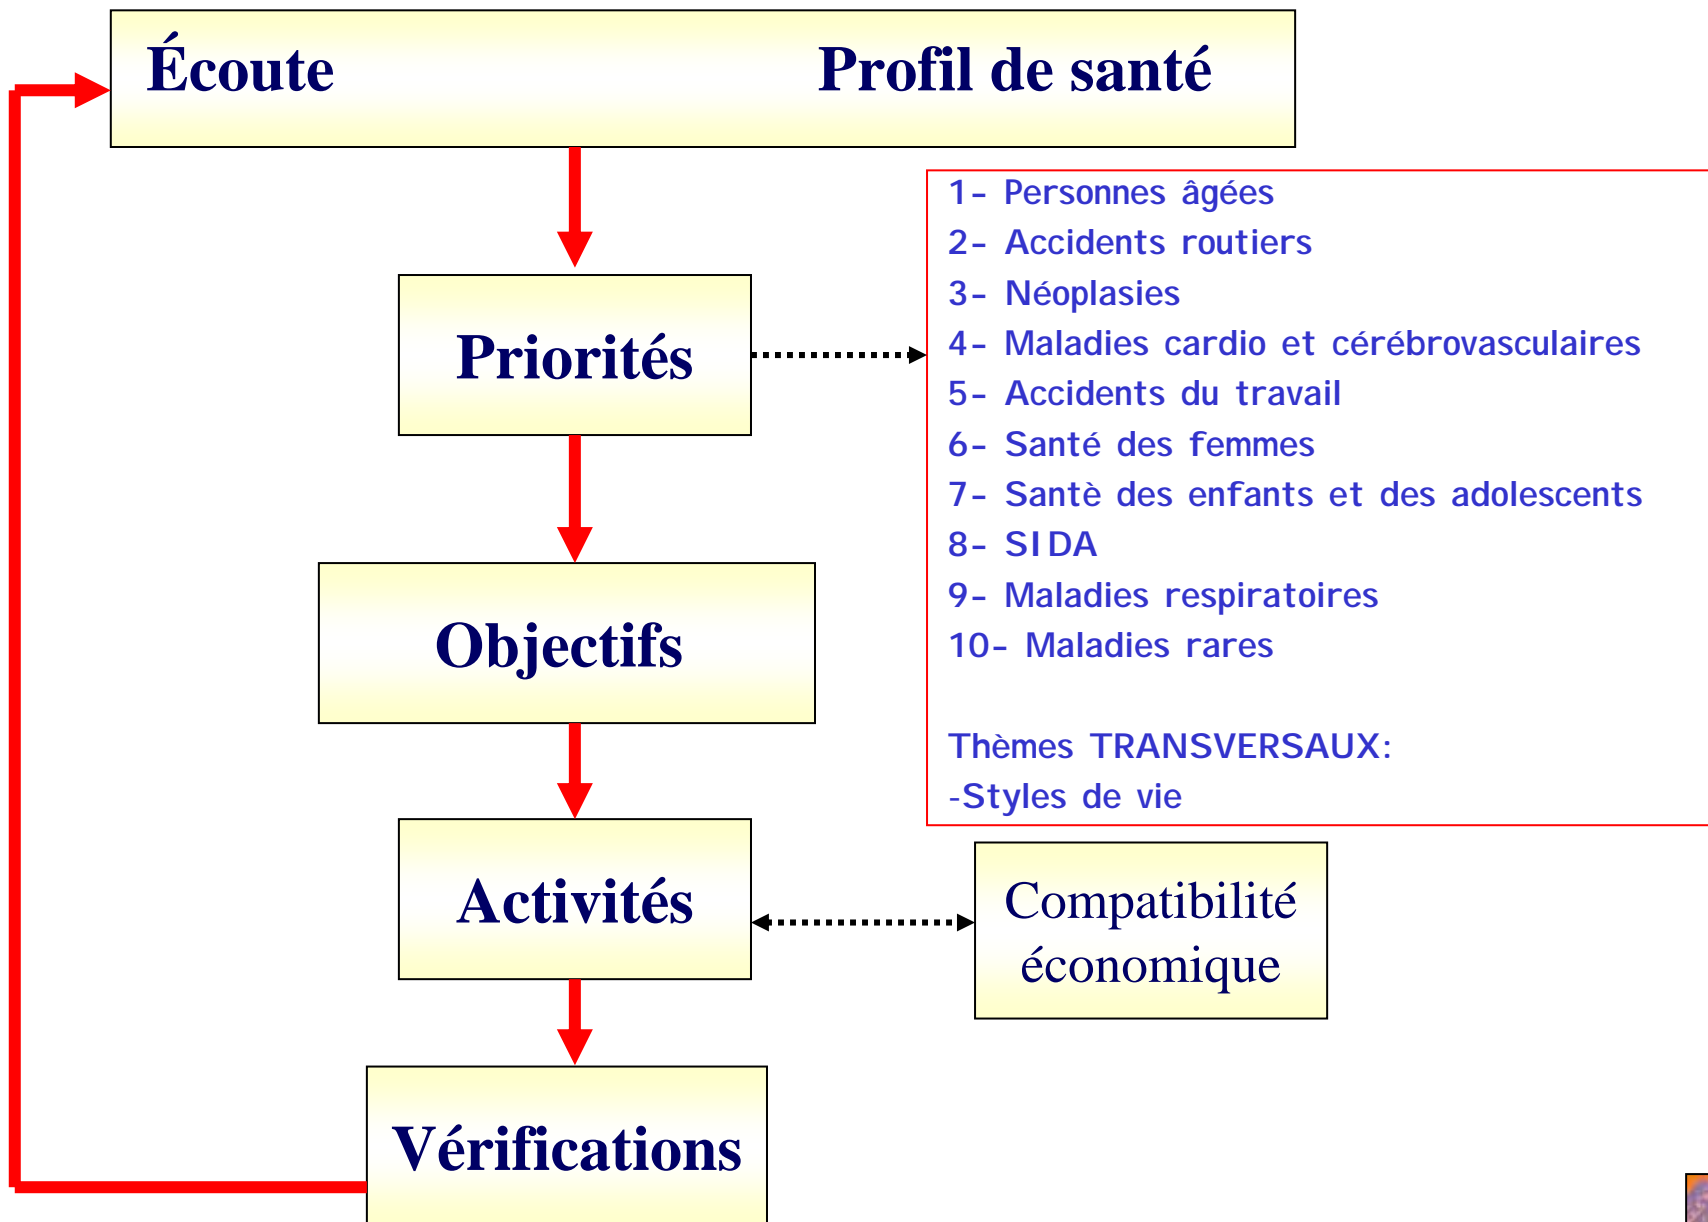 Écoute Profil de santé
1- Personnes âgées
2- Accidents routiers
3- Néoplasies
Priorités
4- Maladies cardio et cérébrovasculaires
5- Accidents du travail
6- Santé des femmes
7- Santè des enfants et des adolescents
8- SIDA
9- Maladies respiratoires
10- Maladies rares
Thèmes TRANSVERSAUX:
-Styles de vie
Objectifs
Activités
Compatibilité
économique
Vérifications